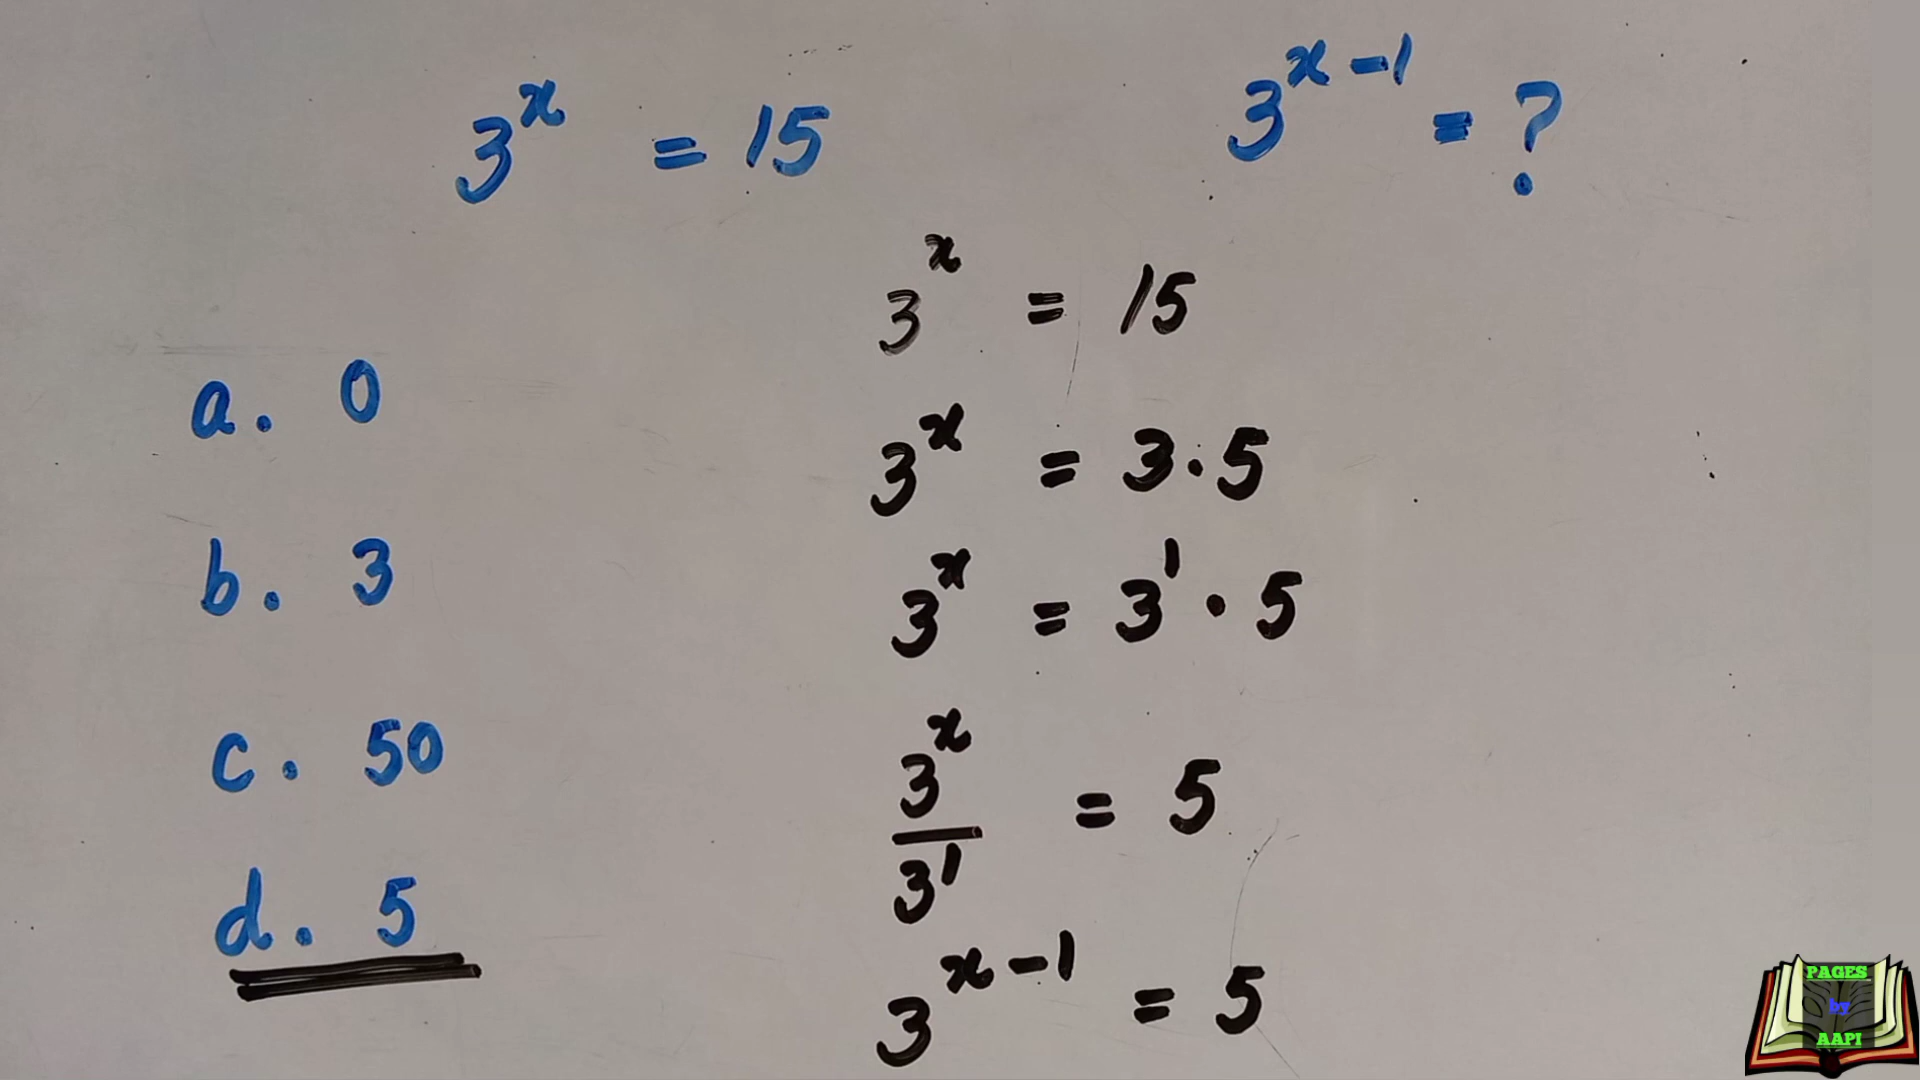 3^x = 15
3^{x-1} = ?
3^x = 15
a. 0
3^x = 3·5
b. 3
3^x = 3^1 · 5
c. 50
3^x / 3^1 = 5
d. 5
3^{x-1} = 5
PAGES
by
AAPI